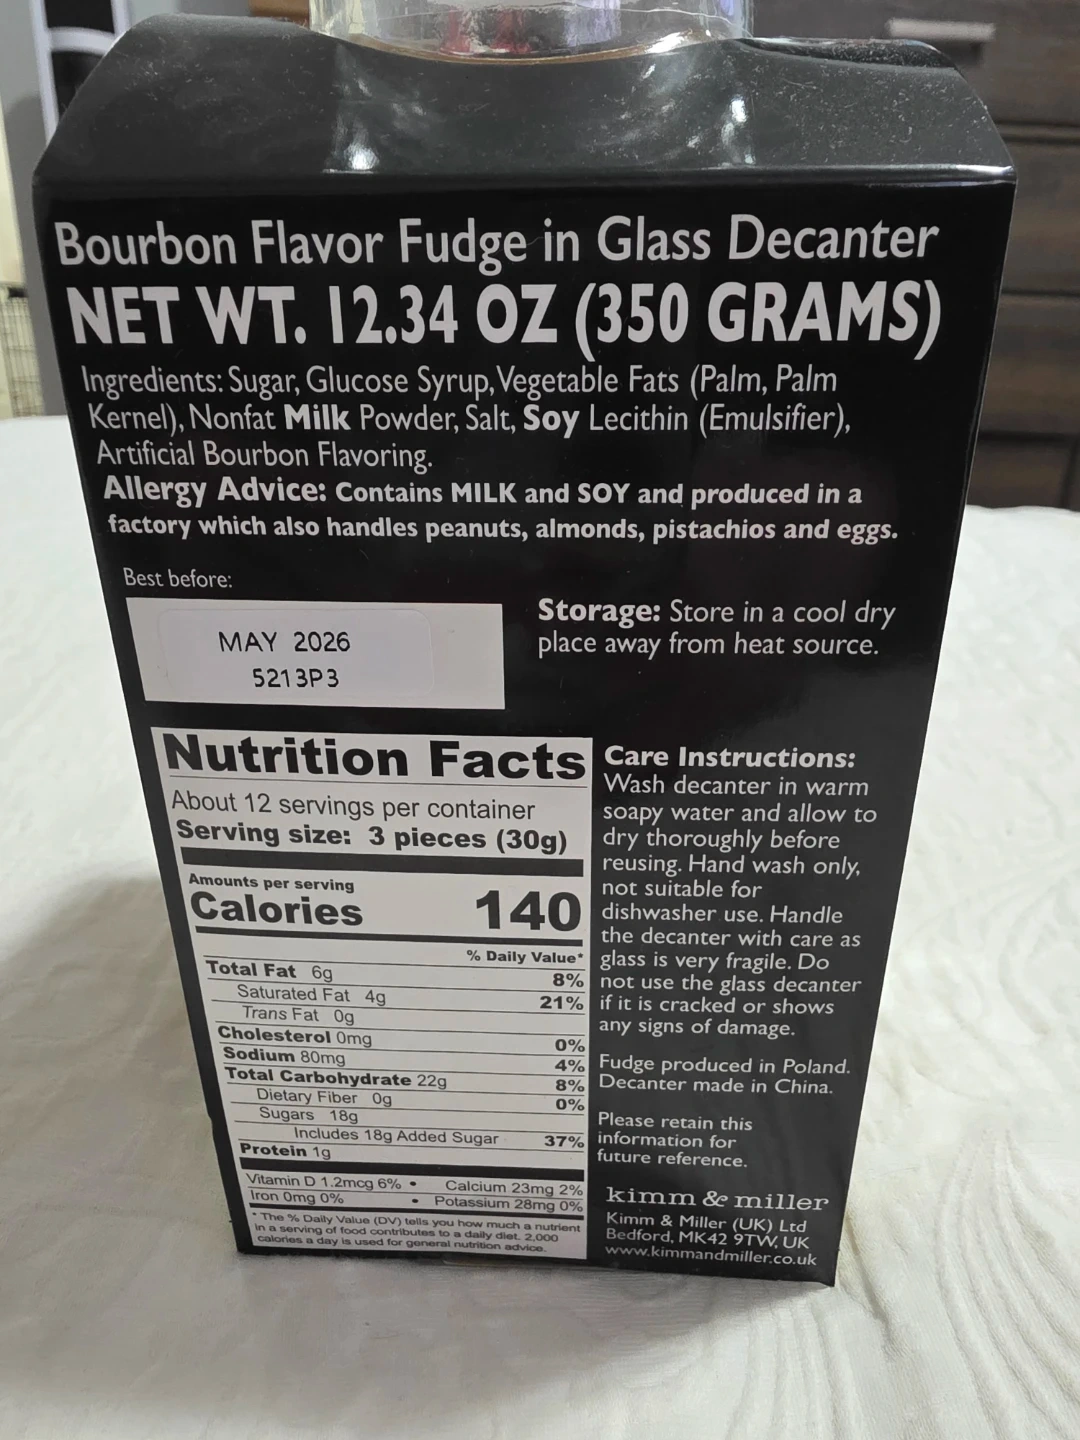 Bourbon Flavor Fudge in Glass Decanter
NET WT. 12.34 OZ (350 GRAMS)
Ingredients: Sugar, Glucose Syrup, Vegetable Fats (Palm, Palm
Kernel), Nonfat Milk Powder, Salt, Soy Lecithin (Emulsifier),
Artificial Bourbon Flavoring.
Allergy Advice: Contains MILK and SOY and produced in a
factory which also handles peanuts, almonds, pistachios and eggs.
Best before:
MAY 2026
5213P3
Storage: Store in a cool dry
place away from heat source.
Nutrition Facts
About 12 servings per container
Serving size: 3 pieces (30g)
Amounts per serving
Calories 140
% Daily Value*
Total Fat 6g 8%
Saturated Fat 4g 21%
Trans Fat 0g
Cholesterol 0mg 0%
Sodium 80mg 4%
Total Carbohydrate 22g 8%
Dietary Fiber 0g 0%
Sugars 18g
Includes 18g Added Sugar 37%
Protein 1g
Vitamin D 1.2mcg 6% • Calcium 23mg 2%
Iron 0mg 0% • Potassium 28mg 0%
* The % Daily Value (DV) tells you how much a nutrient
in a serving of food contributes to a daily diet. 2,000
calories a day is used for general nutrition advice.
Care Instructions:
Wash decanter in warm
soapy water and allow to
dry thoroughly before
reusing. Hand wash only,
not suitable for
dishwasher use. Handle
the decanter with care as
glass is very fragile. Do
not use the glass decanter
if it is cracked or shows
any signs of damage.
Fudge produced in Poland.
Decanter made in China.
Please retain this
information for
future reference.
kimm & miller
Kimm & Miller (UK) Ltd
Bedford, MK42 9TW, UK
www.kimmandmiller.co.uk